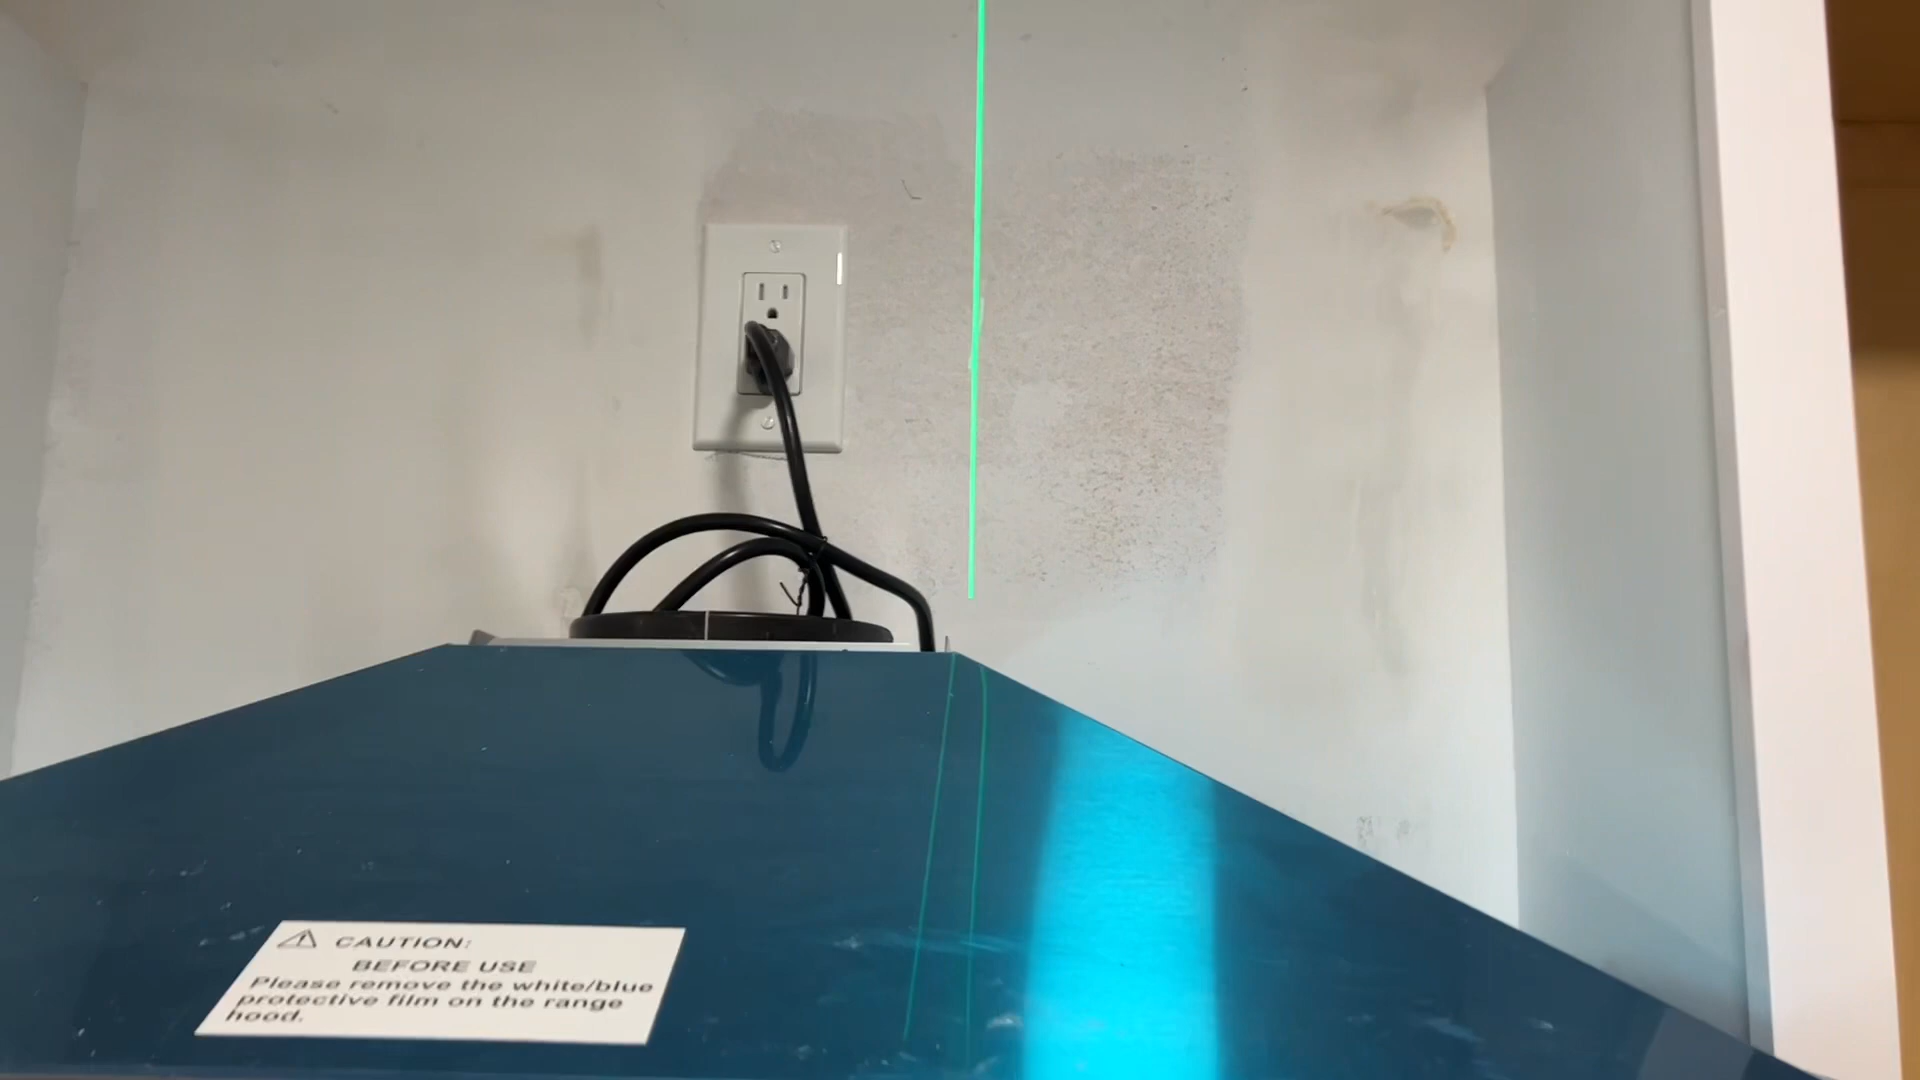 CAUTION:
BEFORE USE
Please remove the white/blue
protective film on the range
hood.